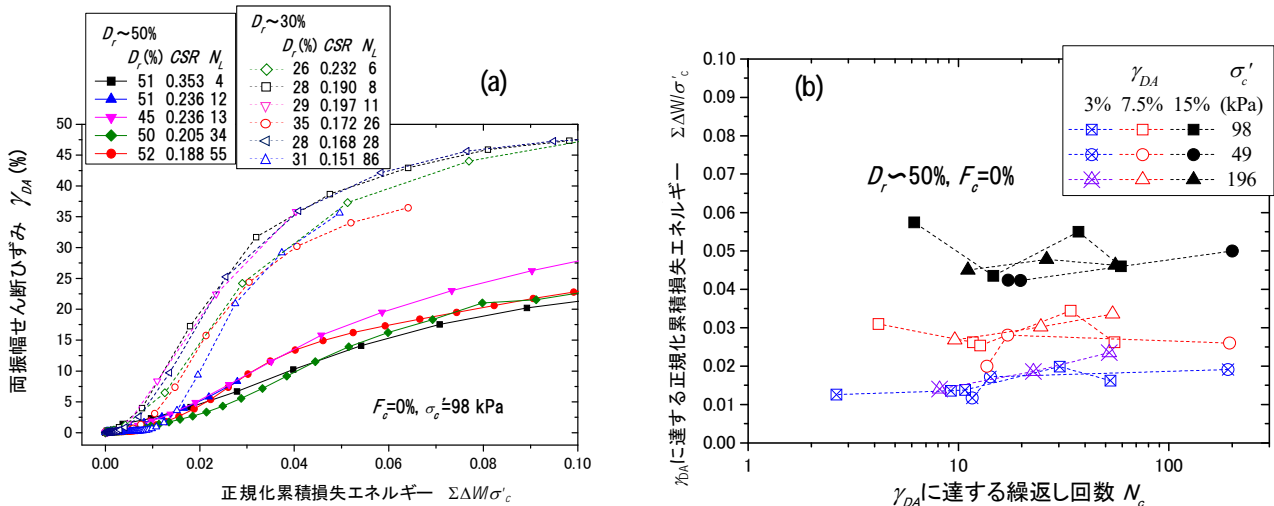 D_r～50%
D_r(%) CSR N_L
51 0.353 4
51 0.236 12
45 0.236 13
50 0.205 34
52 0.188 55
D_r～30%
D_r(%) CSR N_L
26 0.232 6
28 0.190 8
29 0.197 11
35 0.172 26
28 0.168 28
31 0.151 86
(a)
両振幅せん断ひずみ γ_DA (%)
50
45
40
35
30
25
20
15
10
5
0
F_c=0%, σ_c'=98 kPa
0.00 0.02 0.04 0.06 0.08 0.10
正規化累積損失エネルギー ΣΔW/σ'_c
(b)
γ_DA σ_c'
3% 7.5% 15% (kPa)
98
49
196
D_r～50%, F_c=0%
γ_DAに達する正規化累積損失エネルギー ΣΔW/σ'_c
0.10
0.09
0.08
0.07
0.06
0.05
0.04
0.03
0.02
0.01
0.00
1 10 100
γ_DAに達する繰返し回数 N_c